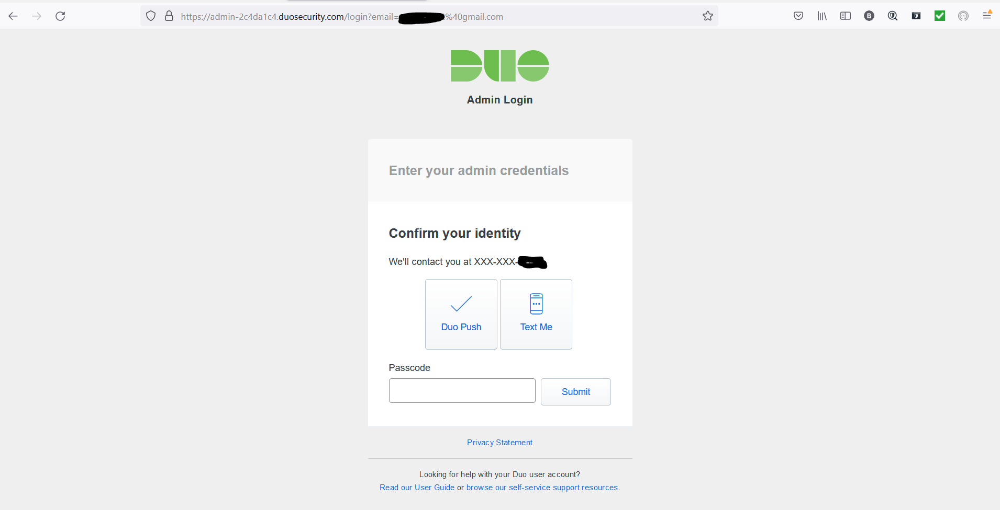 https://admin-2c4da1c4.duosecurity.com/login?email=%40gmail.com
DUO
Admin Login
Enter your admin credentials
Confirm your identity
We'll contact you at XXX-XXX-
Duo Push
Text Me
Passcode
Submit
Privacy Statement
Looking for help with your Duo user account?
Read our User Guide or browse our self-service support resources.